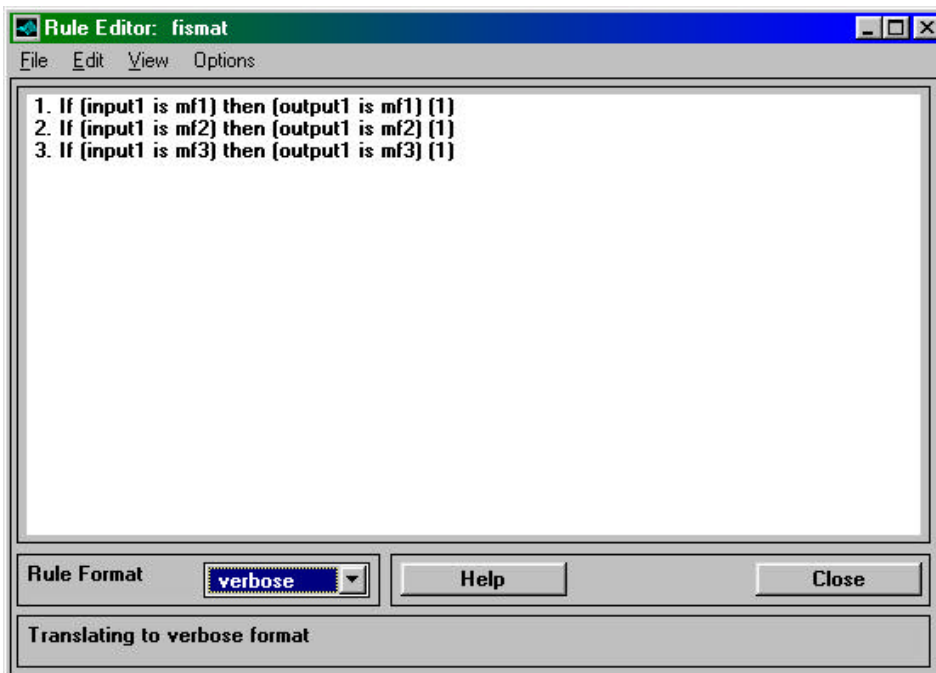 Rule Editor: fismat
File Edit View Options
1. If (input1 is mf1) then (output1 is mf1) (1)
2. If (input1 is mf2) then (output1 is mf2) (1)
3. If (input1 is mf3) then (output1 is mf3) (1)
Rule Format verbose Help Close
Translating to verbose format